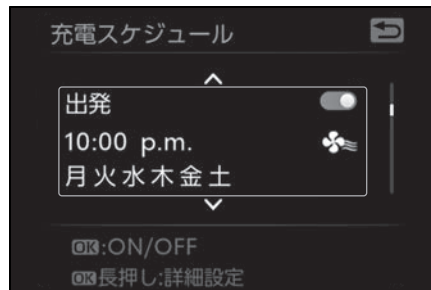 充電スケジュール
出発
10:00 p.m.
月火水木金土
OK:ON/OFF
OK長押し:詳細設定